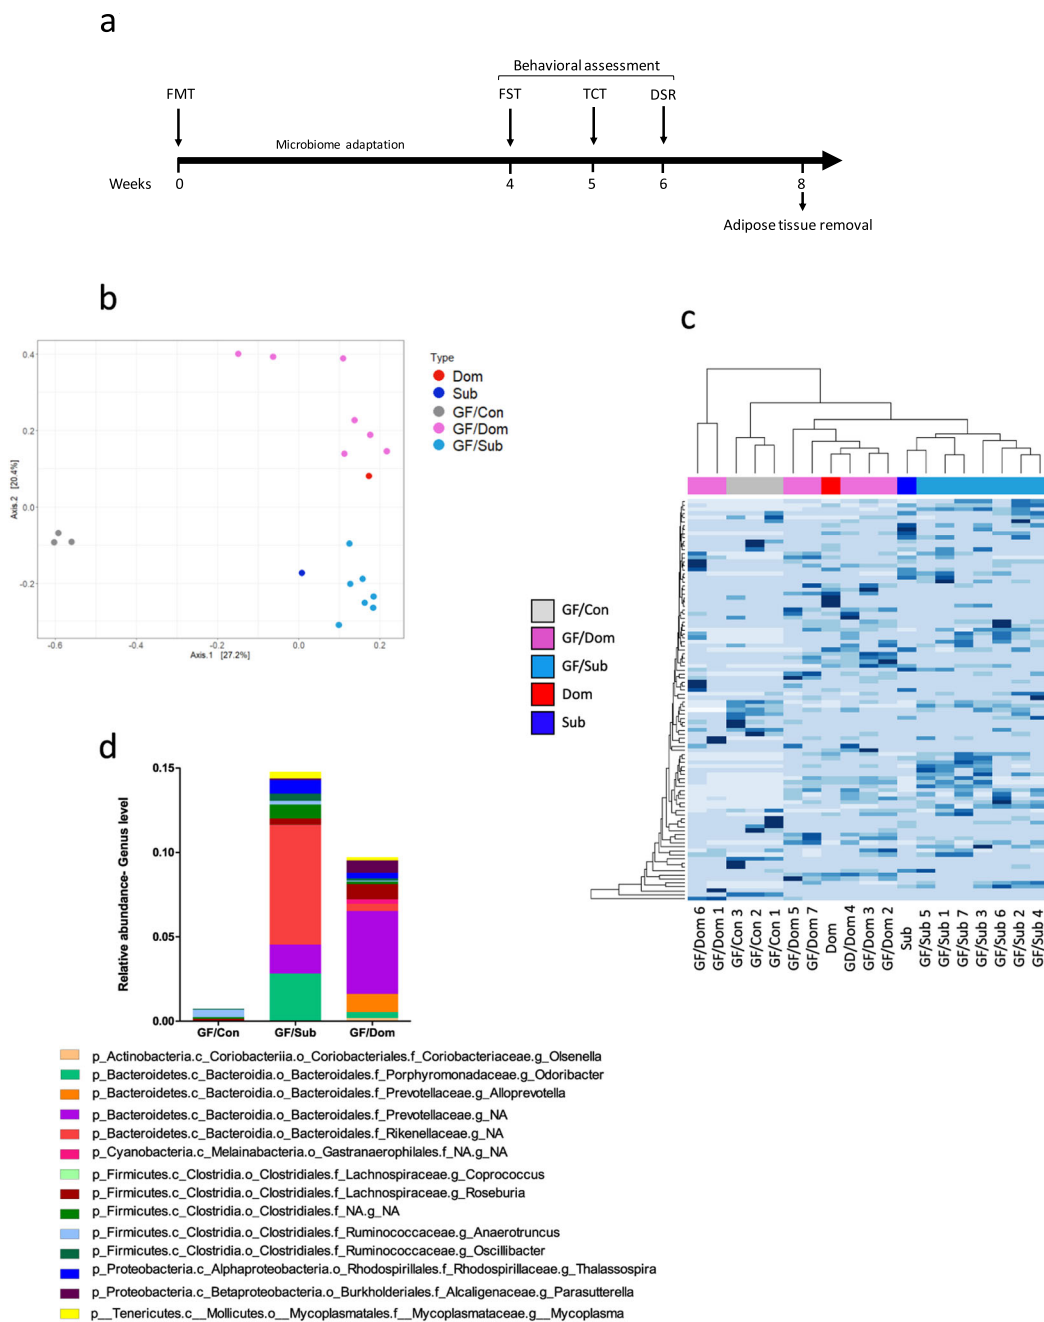 a
Behavioral assessment
FMT FST TCT DSR
Microbiome adaptation
Weeks 0 4 5 6 8
Adipose tissue removal
b
0.4
0.2
0.0
-0.2
Axis.2 [20.4%]
-0.6 -0.4 -0.2 0.0 0.2
Axis.1 [27.2%]
Type
Dom
Sub
GF/Con
GF/Dom
GF/Sub
c
GF/Con
GF/Dom
GF/Sub
Dom
Sub
GF/Dom 6
GF/Dom 1
GF/Con 3
GF/Con 2
GF/Con 1
GF/Dom 5
GF/Dom 7
Dom
GD/Dom 4
GF/Dom 3
GF/Dom 2
Sub
GF/Sub 5
GF/Sub 1
GF/Sub 7
GF/Sub 3
GF/Sub 6
GF/Sub 2
GF/Sub 4
d
Relative abundance- Genus level
0.15
0.10
0.05
0.00
GF/Con GF/Sub GF/Dom
p_Actinobacteria.c_Coriobacteriia.o_Coriobacteriales.f_Coriobacteriaceae.g_Olsenella
p_Bacteroidetes.c_Bacteroidia.o_Bacteroidales.f_Porphyromonadaceae.g_Odoribacter
p_Bacteroidetes.c_Bacteroidia.o_Bacteroidales.f_Prevotellaceae.g_Alloprevotella
p_Bacteroidetes.c_Bacteroidia.o_Bacteroidales.f_Prevotellaceae.g_NA
p_Bacteroidetes.c_Bacteroidia.o_Bacteroidales.f_Rikenellaceae.g_NA
p_Cyanobacteria.c_Melainabacteria.o_Gastranaerophilales.f_NA.g_NA
p_Firmicutes.c_Clostridia.o_Clostridiales.f_Lachnospiraceae.g_Coprococcus
p_Firmicutes.c_Clostridia.o_Clostridiales.f_Lachnospiraceae.g_Roseburia
p_Firmicutes.c_Clostridia.o_Clostridiales.f_NA.g_NA
p_Firmicutes.c_Clostridia.o_Clostridiales.f_Ruminococcaceae.g_Anaerotruncus
p_Firmicutes.c_Clostridia.o_Clostridiales.f_Ruminococcaceae.g_Oscillibacter
p_Proteobacteria.c_Alphaproteobacteria.o_Rhodospirillales.f_Rhodospirillaceae.g_Thalassospira
p_Proteobacteria.c_Betaproteobacteria.o_Burkholderiales.f_Alcaligenaceae.g_Parasutterella
p__Tenericutes.c__Mollicutes.o__Mycoplasmatales.f__Mycoplasmataceae.g__Mycoplasma